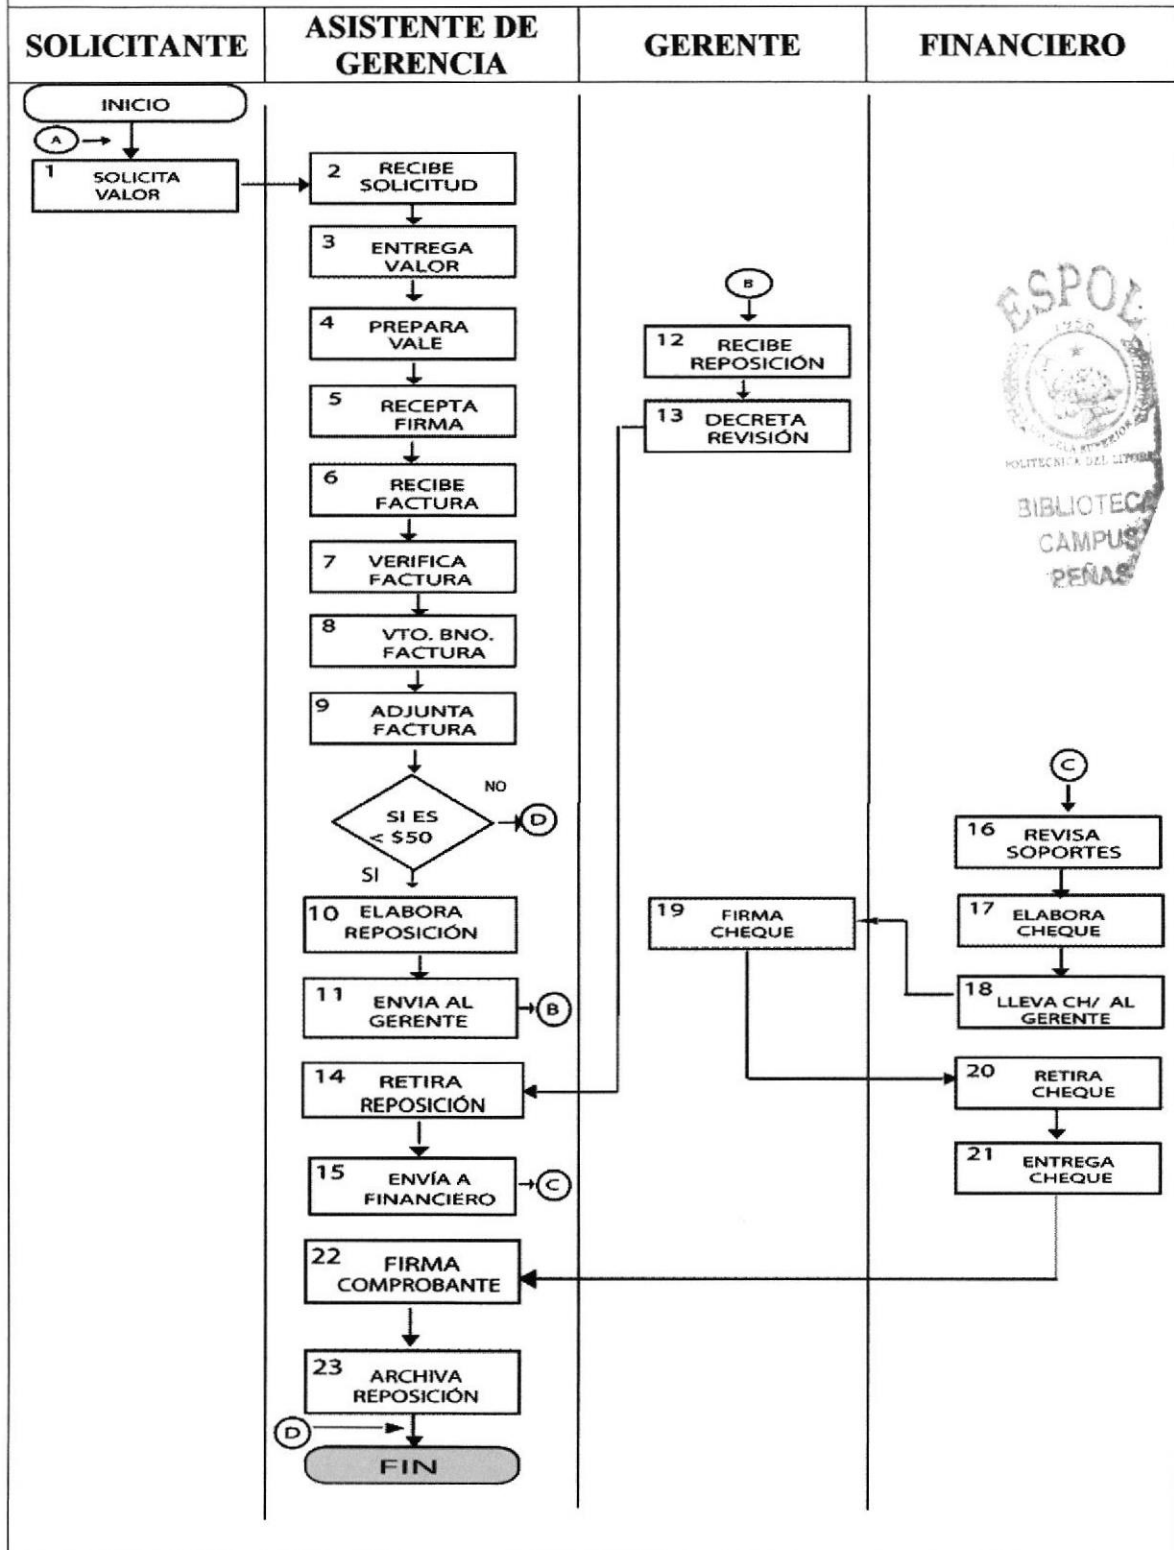 SOLICITANTE
ASISTENTE DE
GERENCIA
GERENTE
FINANCIERO
INICIO
A
1
SOLICITA
VALOR
2
RECIBE
SOLICITUD
3
ENTREGA
VALOR
4
PREPARA
VALE
5
RECEPTA
FIRMA
6
RECIBE
FACTURA
7
VERIFICA
FACTURA
8
VTO. BNO.
FACTURA
9
ADJUNTA
FACTURA
SI ES
< $50
NO
D
SI
10
ELABORA
REPOSICIÓN
11
ENVIA AL
GERENTE
B
B
12
RECIBE
REPOSICIÓN
13
DECRETA
REVISIÓN
14
RETIRA
REPOSICIÓN
15
ENVÍA A
FINANCIERO
C
C
16
REVISA
SOPORTES
17
ELABORA
CHEQUE
18
LLEVA CH/ AL
GERENTE
19
FIRMA
CHEQUE
20
RETIRA
CHEQUE
21
ENTREGA
CHEQUE
22
FIRMA
COMPROBANTE
23
ARCHIVA
REPOSICIÓN
D
FIN
ESPOL
POLITECNICA DEL LITORAL
BIBLIOTECA
CAMPUS
PEÑAS